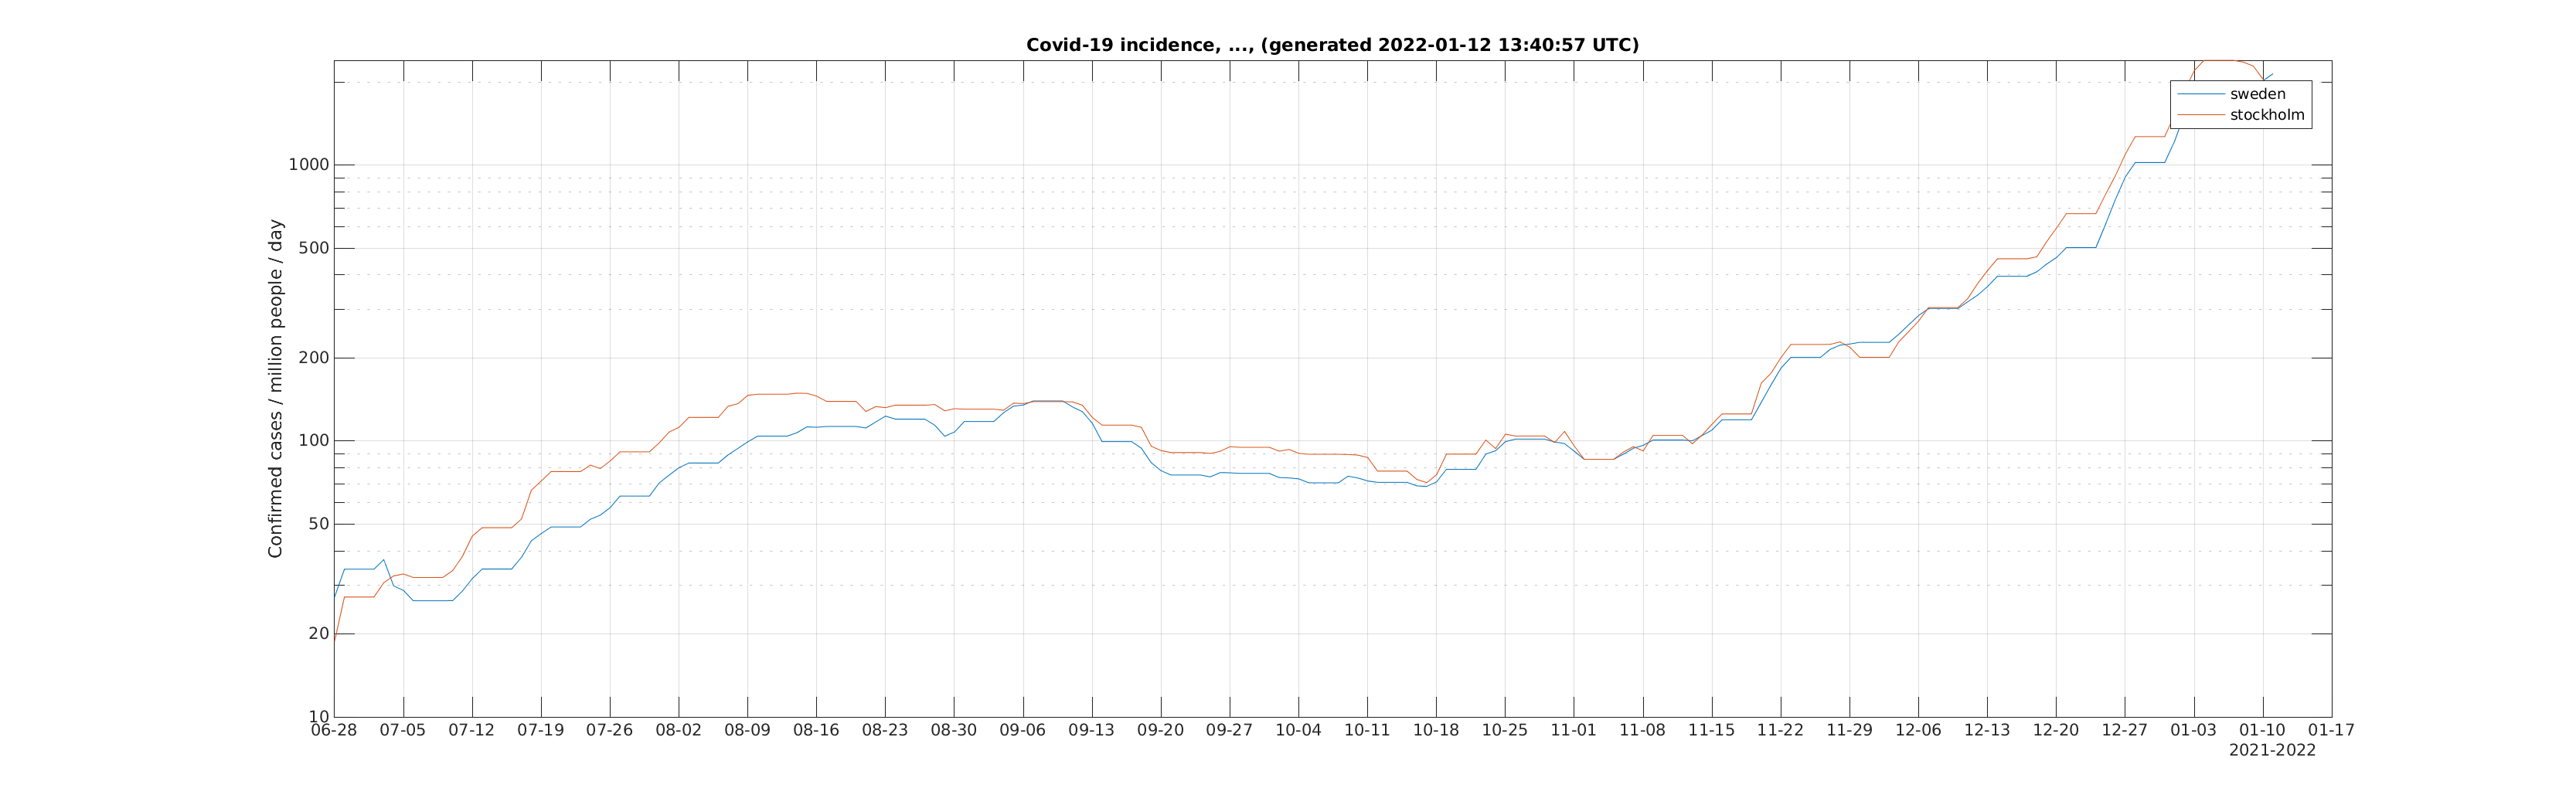 Covid-19 incidence, ..., (generated 2022-01-12 13:40:57 UTC)
sweden
stockholm
Confirmed cases / million people / day
1000
500
200
100
50
20
10
06-28 07-05 07-12 07-19 07-26 08-02 08-09 08-16 08-23 08-30 09-06 09-13 09-20 09-27 10-04 10-11 10-18 10-25 11-01 11-08 11-15 11-22 11-29 12-06 12-13 12-20 12-27 01-03 01-10 01-17
2021-2022